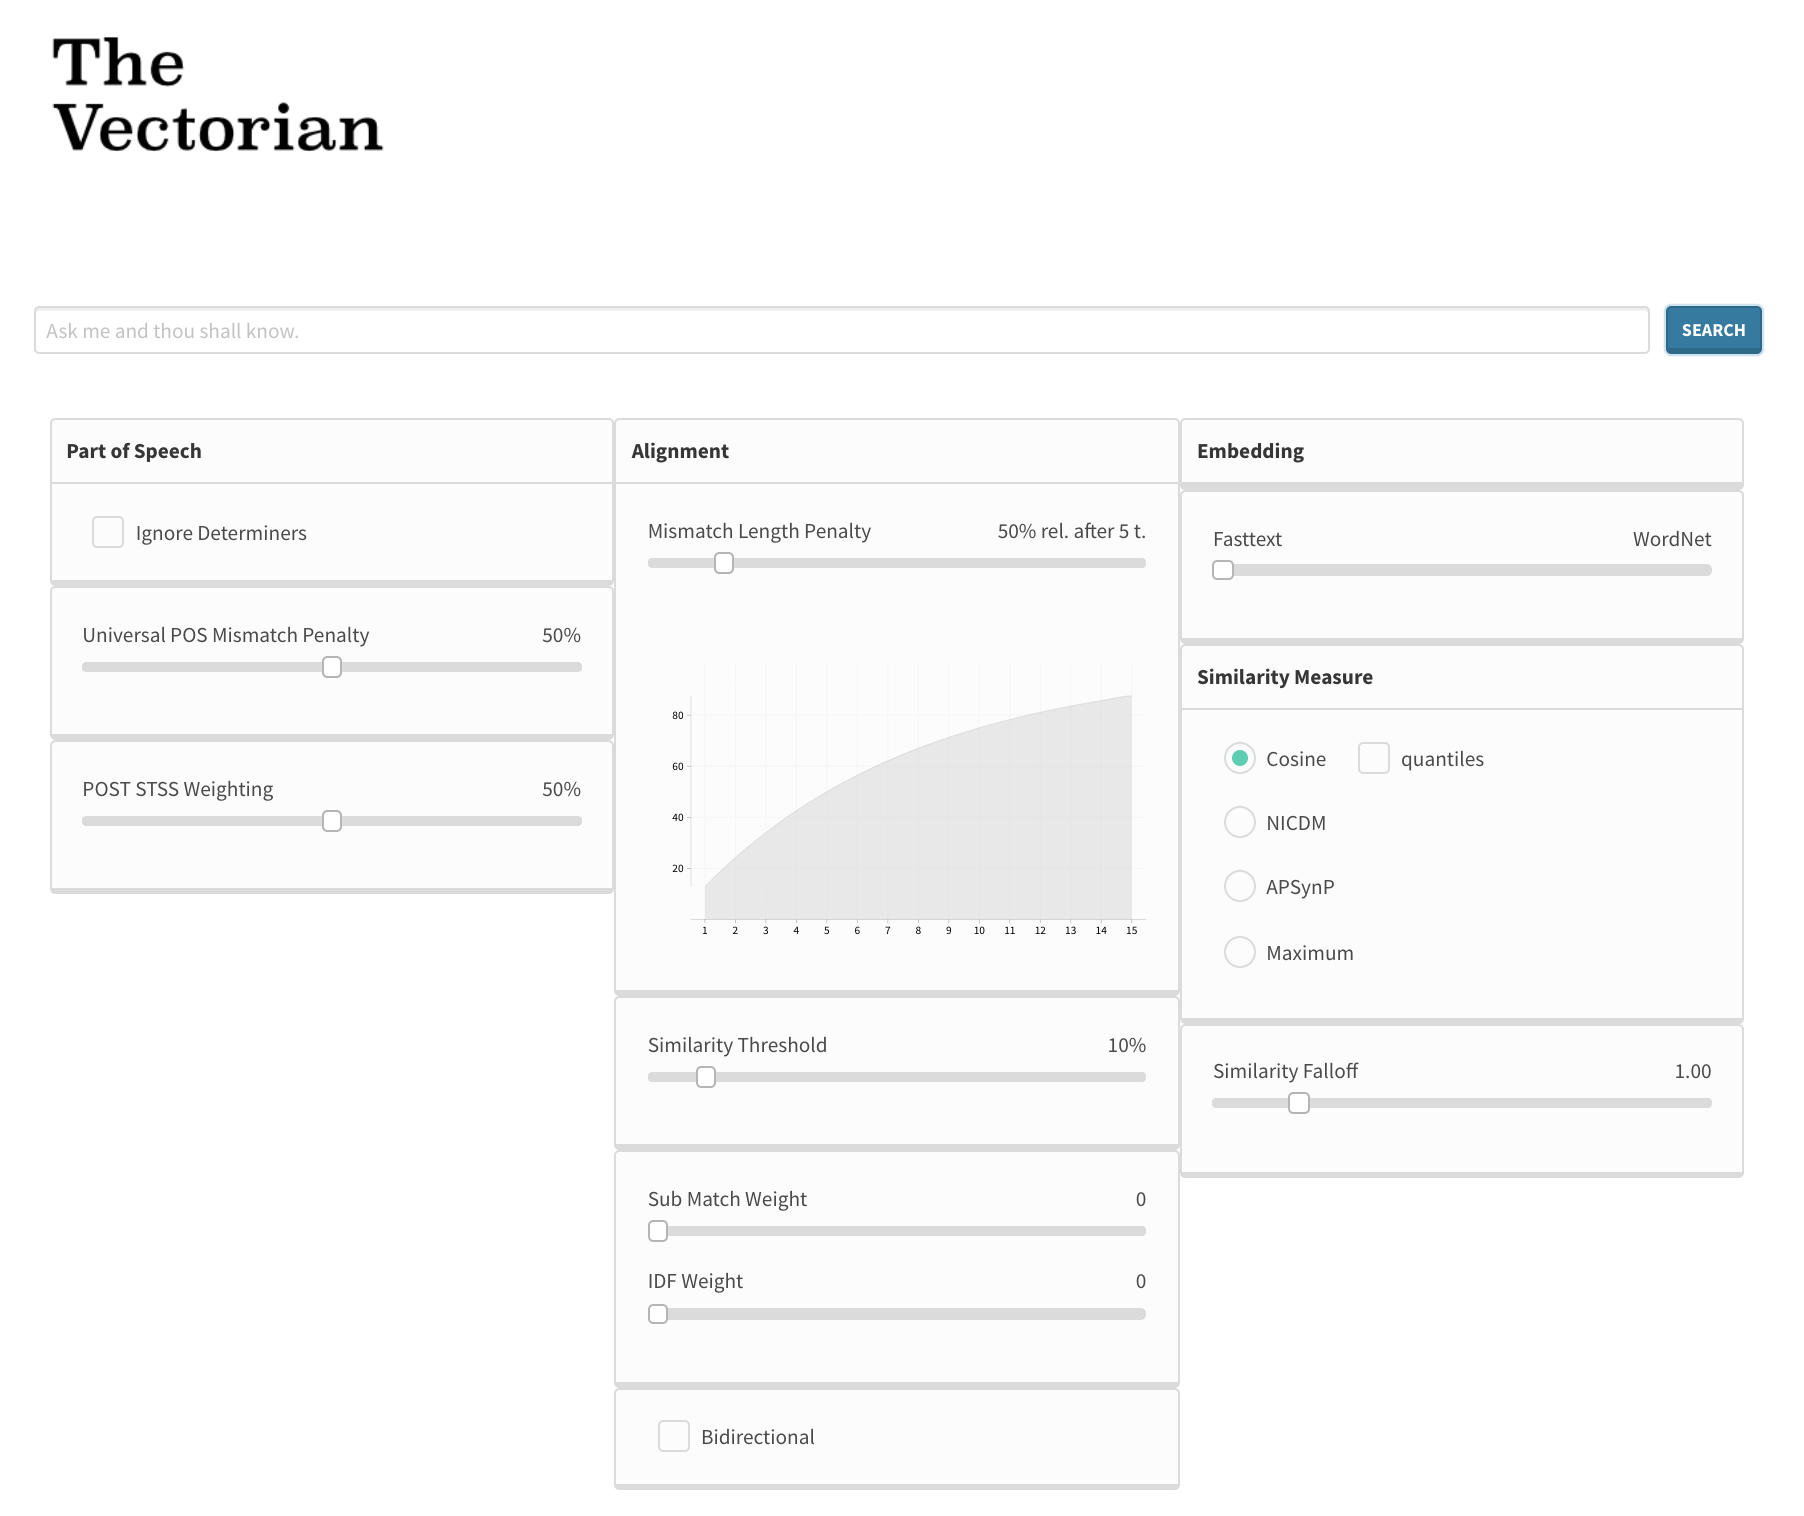 The
Vectorian
Ask me and thou shall know.
SEARCH
Part of Speech
Ignore Determiners
Universal POS Mismatch Penalty 50%
POST STSS Weighting 50%
Alignment
Mismatch Length Penalty 50% rel. after 5 t.
80
60
40
20
1 2 3 4 5 6 7 8 9 10 11 12 13 14 15
Similarity Threshold 10%
Sub Match Weight 0
IDF Weight 0
Bidirectional
Embedding
Fasttext WordNet
Similarity Measure
Cosine quantiles
NICDM
APSynP
Maximum
Similarity Falloff 1.00